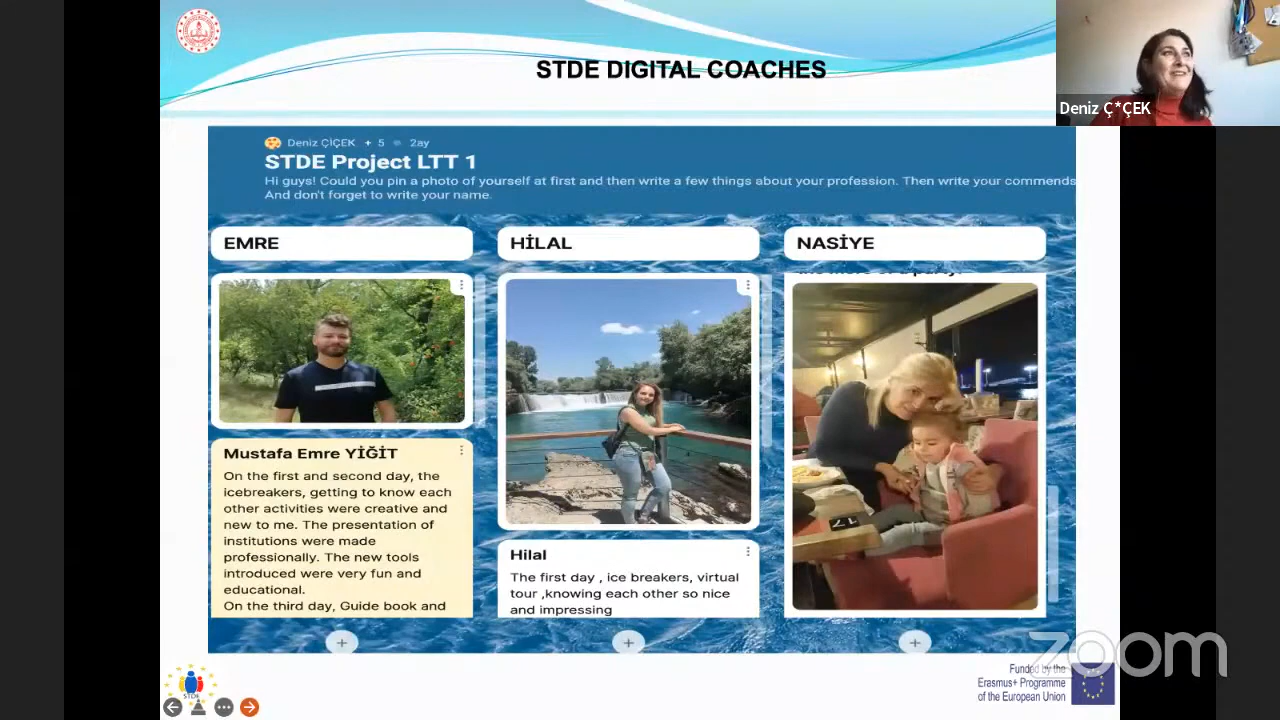 STDE DIGITAL COACHES
Deniz Ç*ÇEK
Deniz ÇİÇEK + 5 2ay
STDE Project LTT 1
Hi guys! Could you pin a photo of yourself at first and then write a few things about your profession. Then write your commends
And don't forget to write your name.
EMRE
Mustafa Emre YİĞİT
On the first and second day, the
icebreakers, getting to know each
other activities were creative and
new to me. The presentation of
institutions were made
professionally. The new tools
introduced were very fun and
educational.
On the third day, Guide book and
HİLAL
Hilal
The first day , ice breakers, virtual
tour ,knowing each other so nice
and impressing
NASİYE
17
STDE
Funded by the
Erasmus+ Programme
of the European Union
zoom